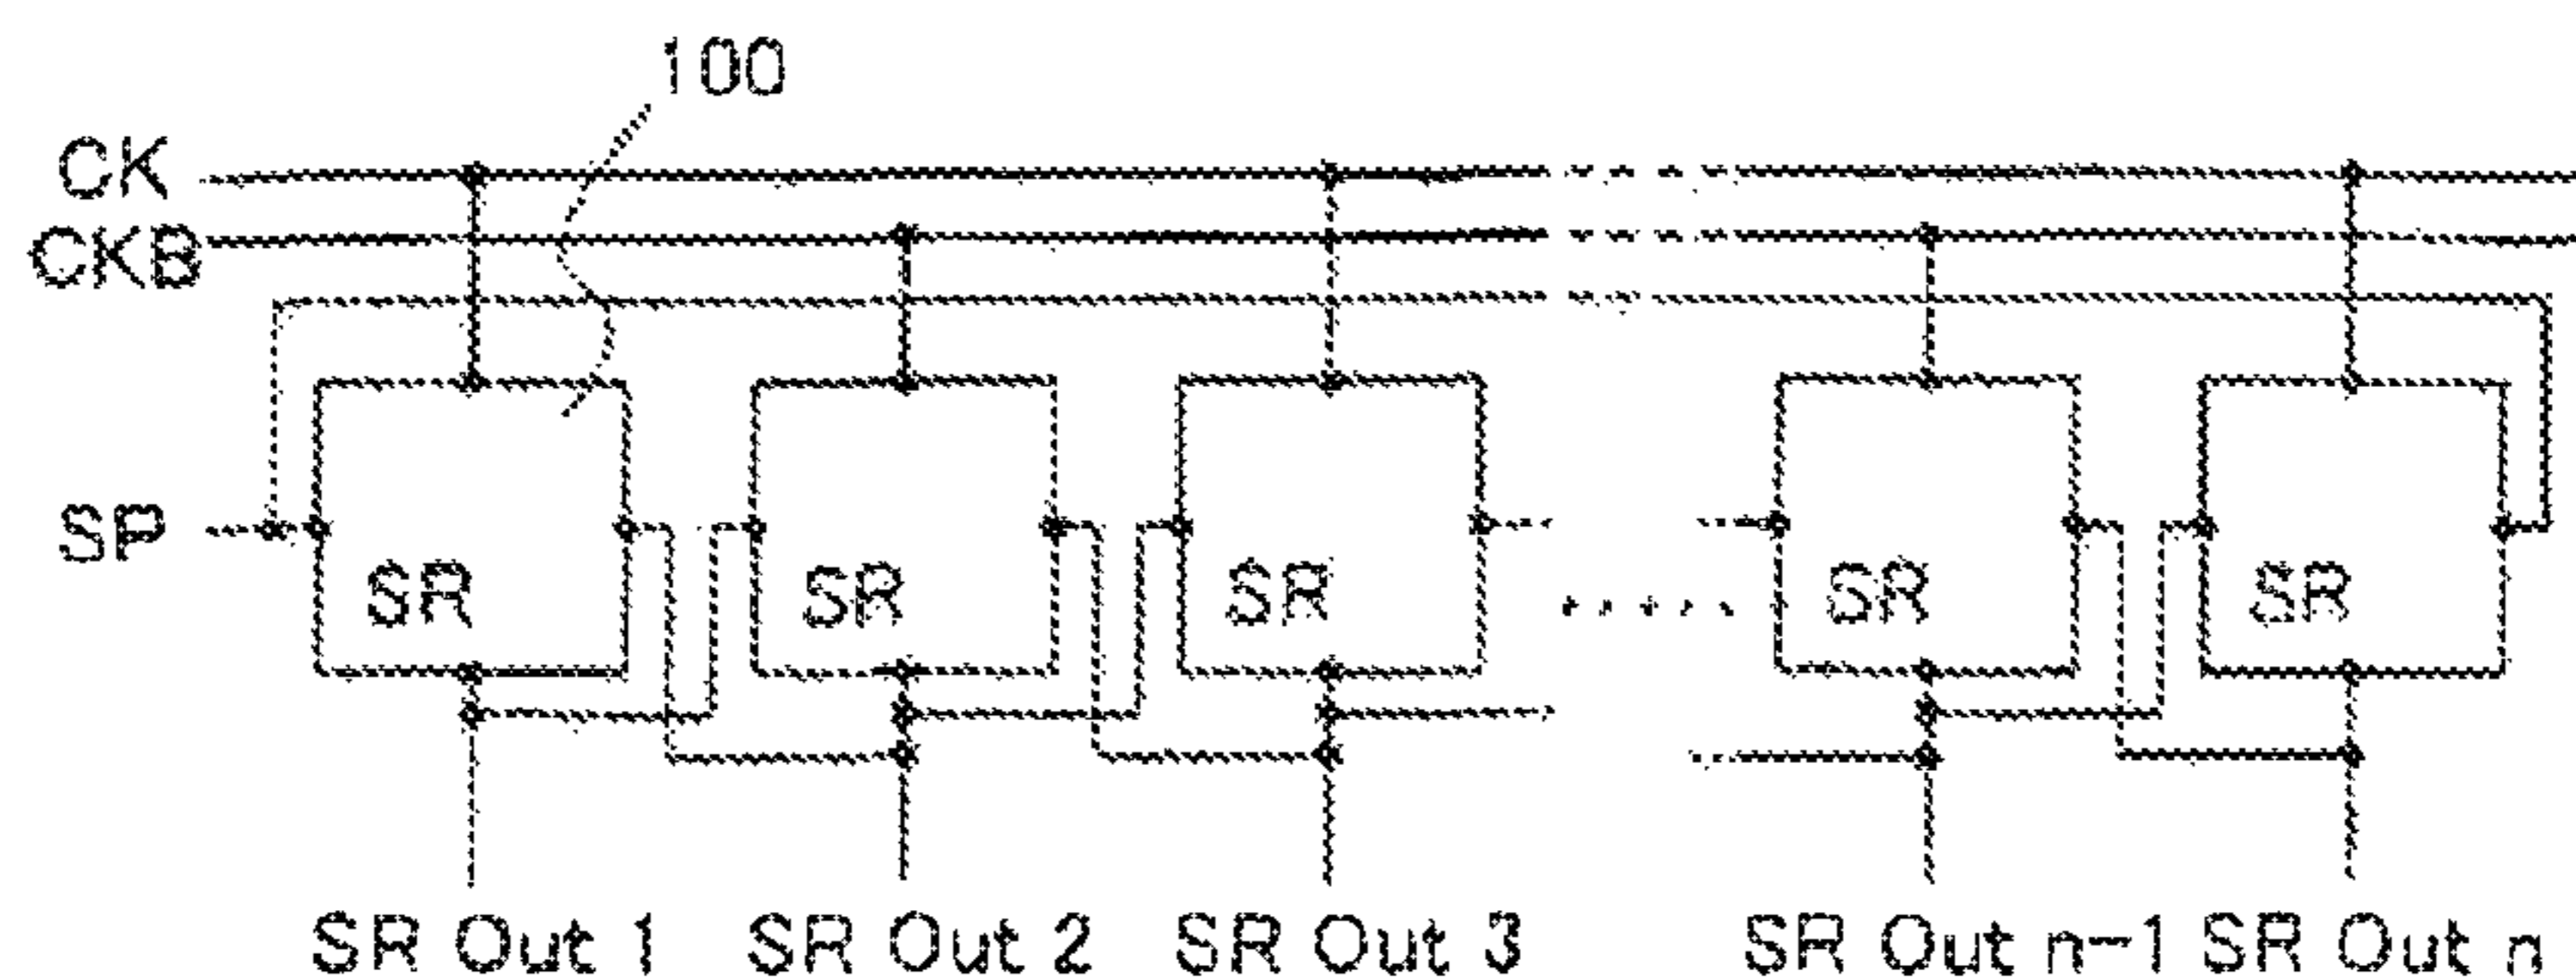 100
CK
CKB
SP
SR SR SR SR SR
SR Out 1 SR Out 2 SR Out 3 SR Out n-1 SR Out n